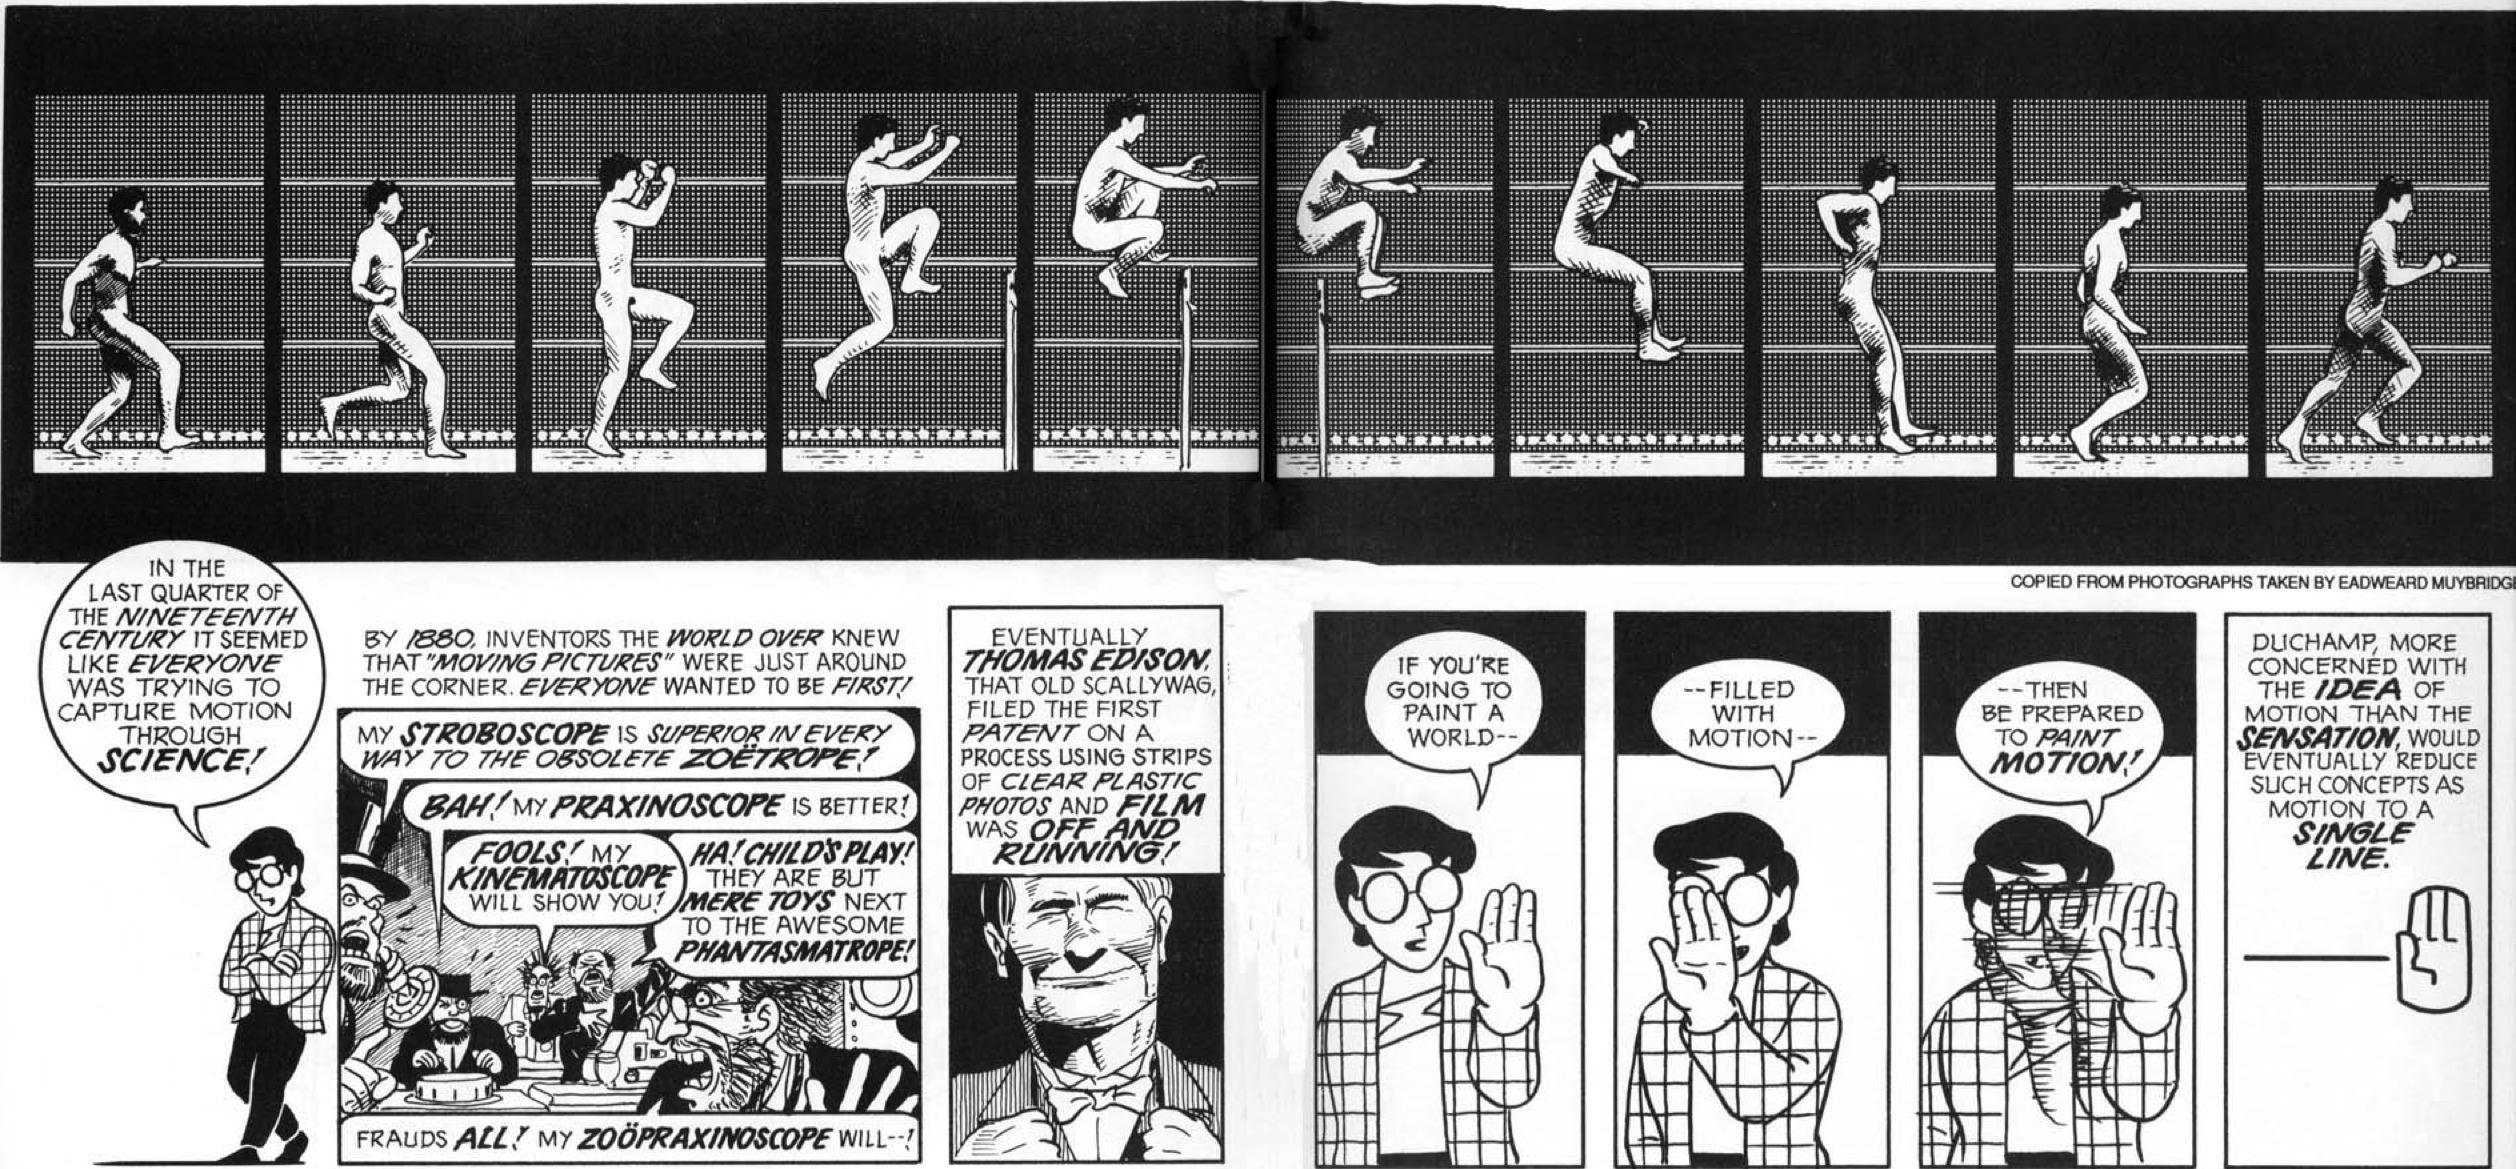 COPIED FROM PHOTOGRAPHS TAKEN BY EADWEARD MUYBRIDGE
IN THE
LAST QUARTER OF
THE NINETEENTH
CENTURY IT SEEMED
LIKE EVERYONE
WAS TRYING TO
CAPTURE MOTION
THROUGH
SCIENCE!
BY 1880, INVENTORS THE WORLD OVER KNEW
THAT "MOVING PICTURES" WERE JUST AROUND
THE CORNER. EVERYONE WANTED TO BE FIRST!
MY STROBOSCOPE IS SUPERIOR IN EVERY
WAY TO THE OBSOLETE ZOËTROPE!
BAH! MY PRAXINOSCOPE IS BETTER!
FOOLS! MY
KINEMATOSCOPE
WILL SHOW YOU!
HA! CHILD'S PLAY!
THEY ARE BUT
MERE TOYS NEXT
TO THE AWESOME
PHANTASMATROPE!
FRAUDS ALL! MY ZOÖPRAXINOSCOPE WILL--!
EVENTUALLY
THOMAS EDISON,
THAT OLD SCALLYWAG,
FILED THE FIRST
PATENT ON A
PROCESS USING STRIPS
OF CLEAR PLASTIC
PHOTOS AND FILM
WAS OFF AND
RUNNING!
IF YOU'RE
GOING TO
PAINT A
WORLD--
--FILLED
WITH
MOTION--
--THEN
BE PREPARED
TO PAINT
MOTION!
DUCHAMP, MORE
CONCERNED WITH
THE IDEA OF
MOTION THAN THE
SENSATION, WOULD
EVENTUALLY REDUCE
SUCH CONCEPTS AS
MOTION TO A
SINGLE
LINE.